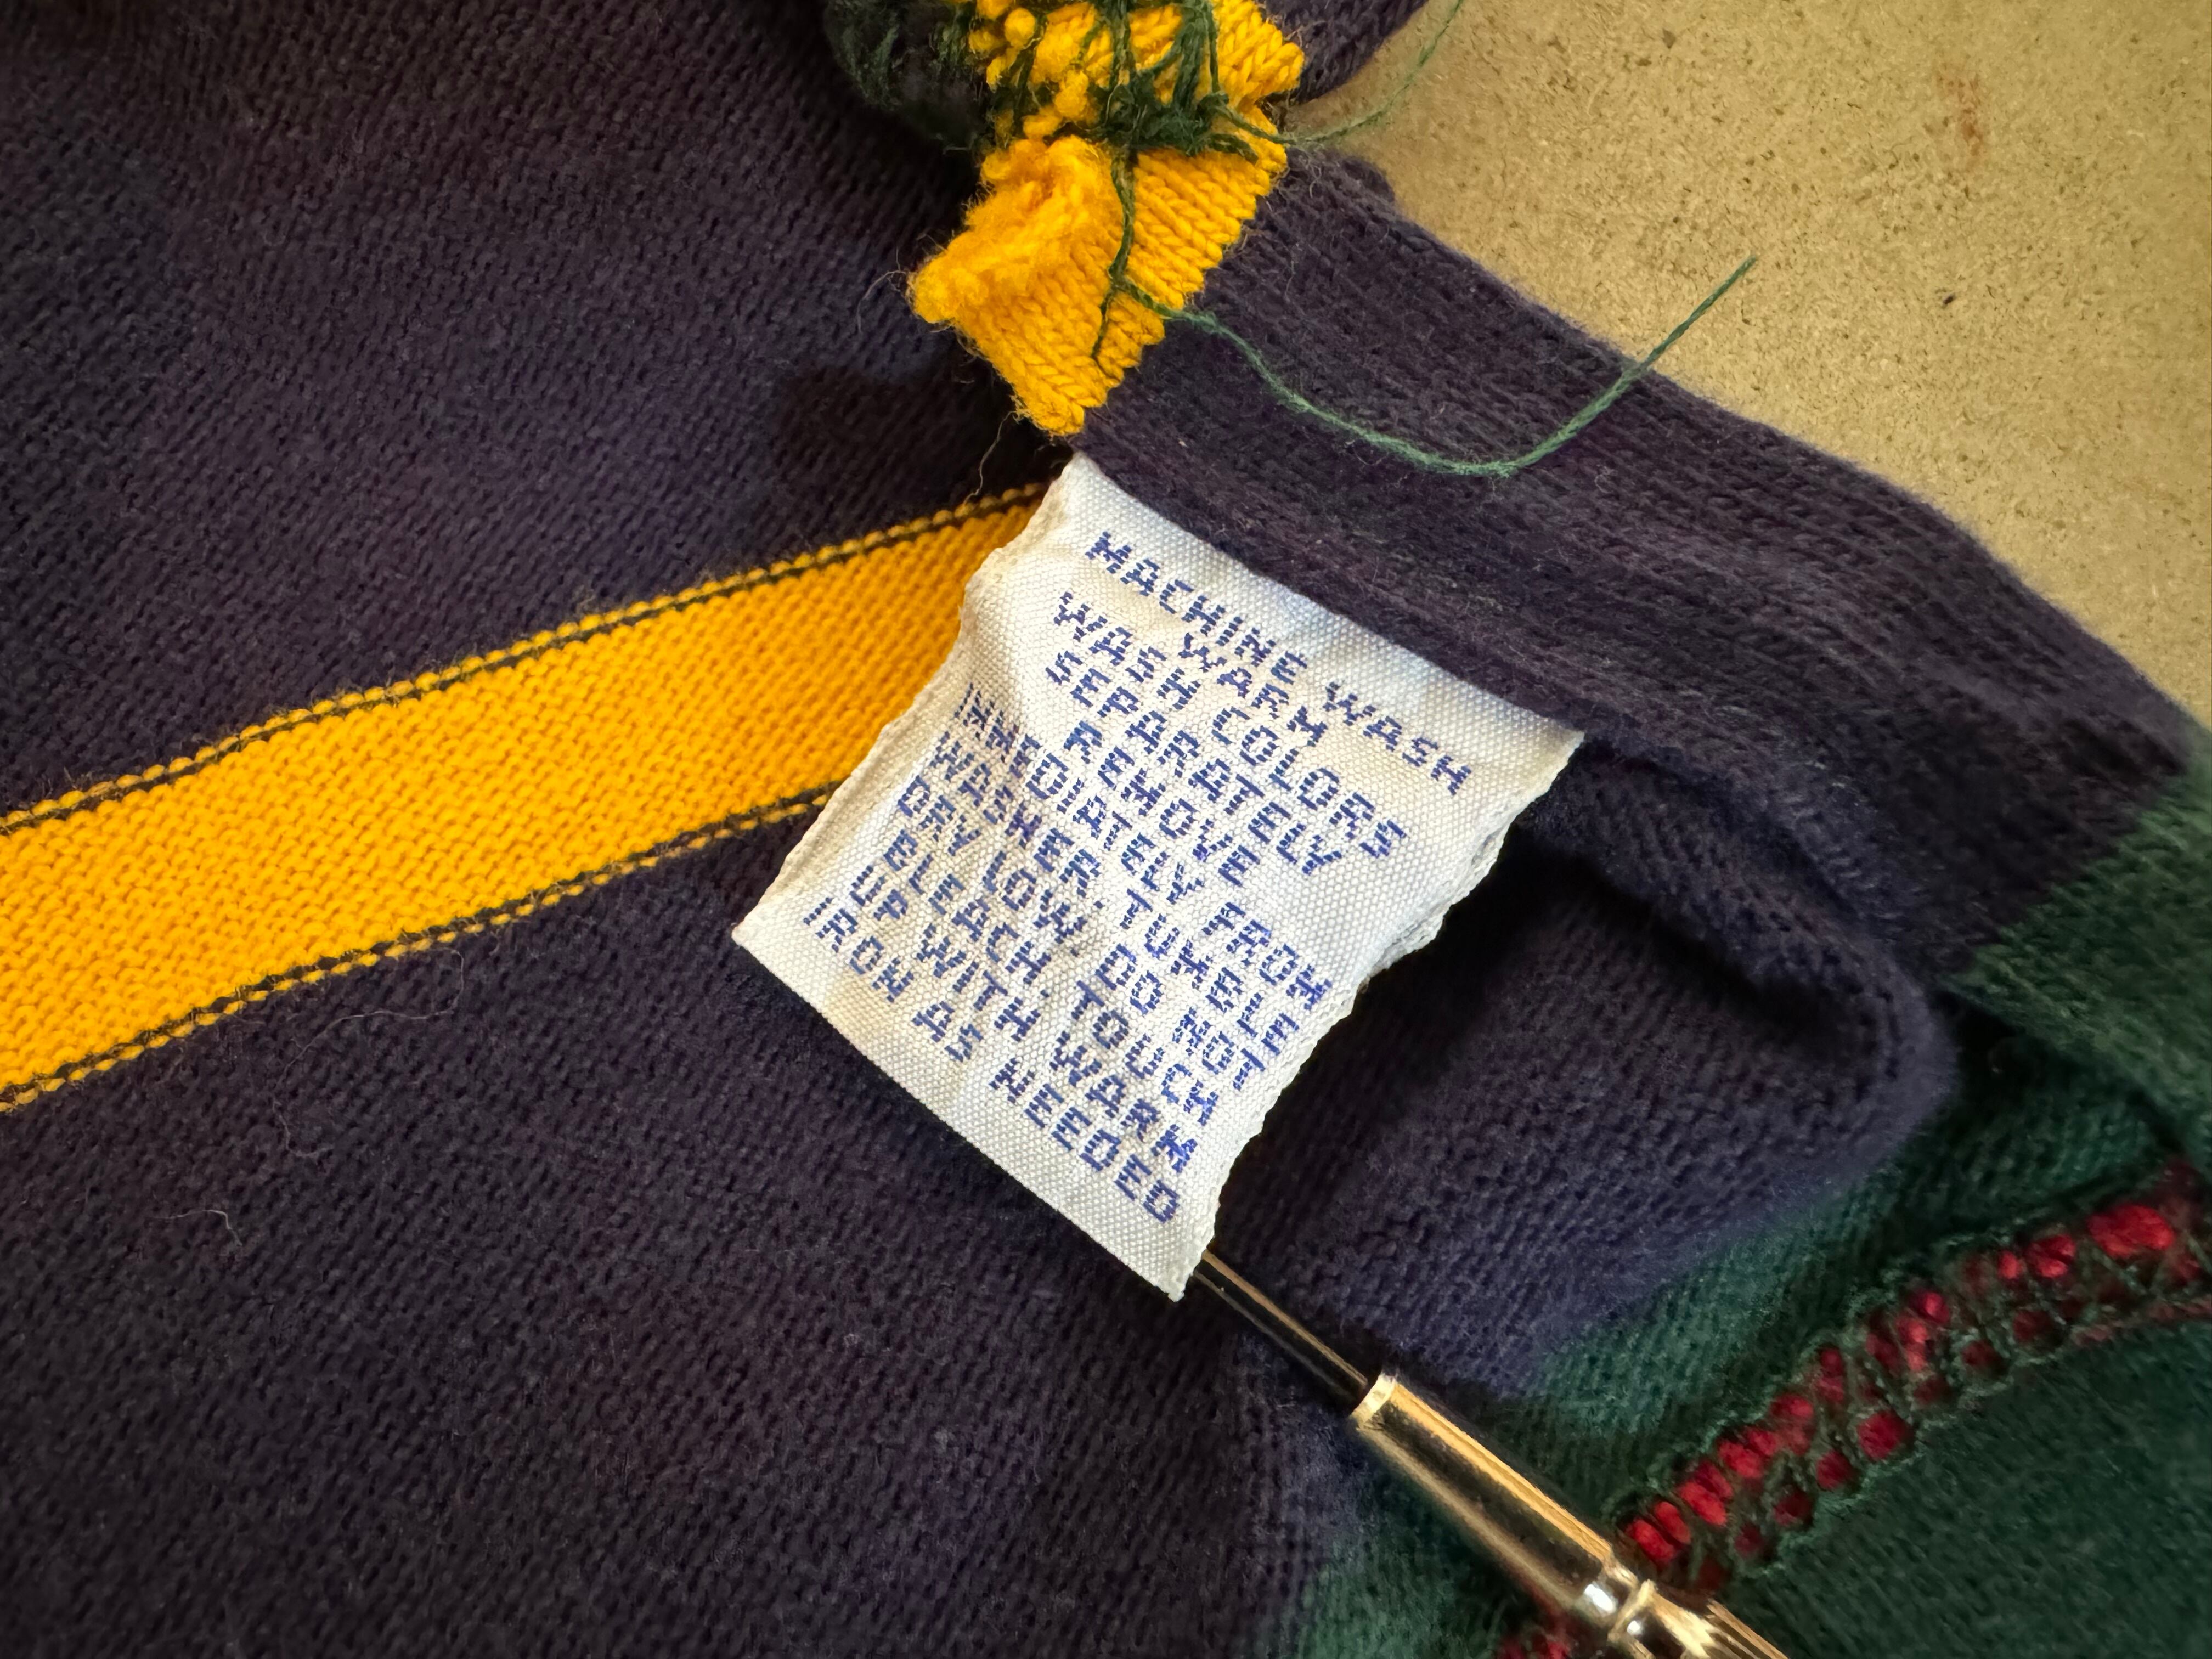 MACHINE WASH
WARM
WASH COLORS
SEPARATELY
REMOVE
IMMEDIATELY FROM
WASHER, TUMBLE
DRY LOW, DO NOT
BLEACH. TOUCH
UP WITH WARM
IRON AS NEEDED